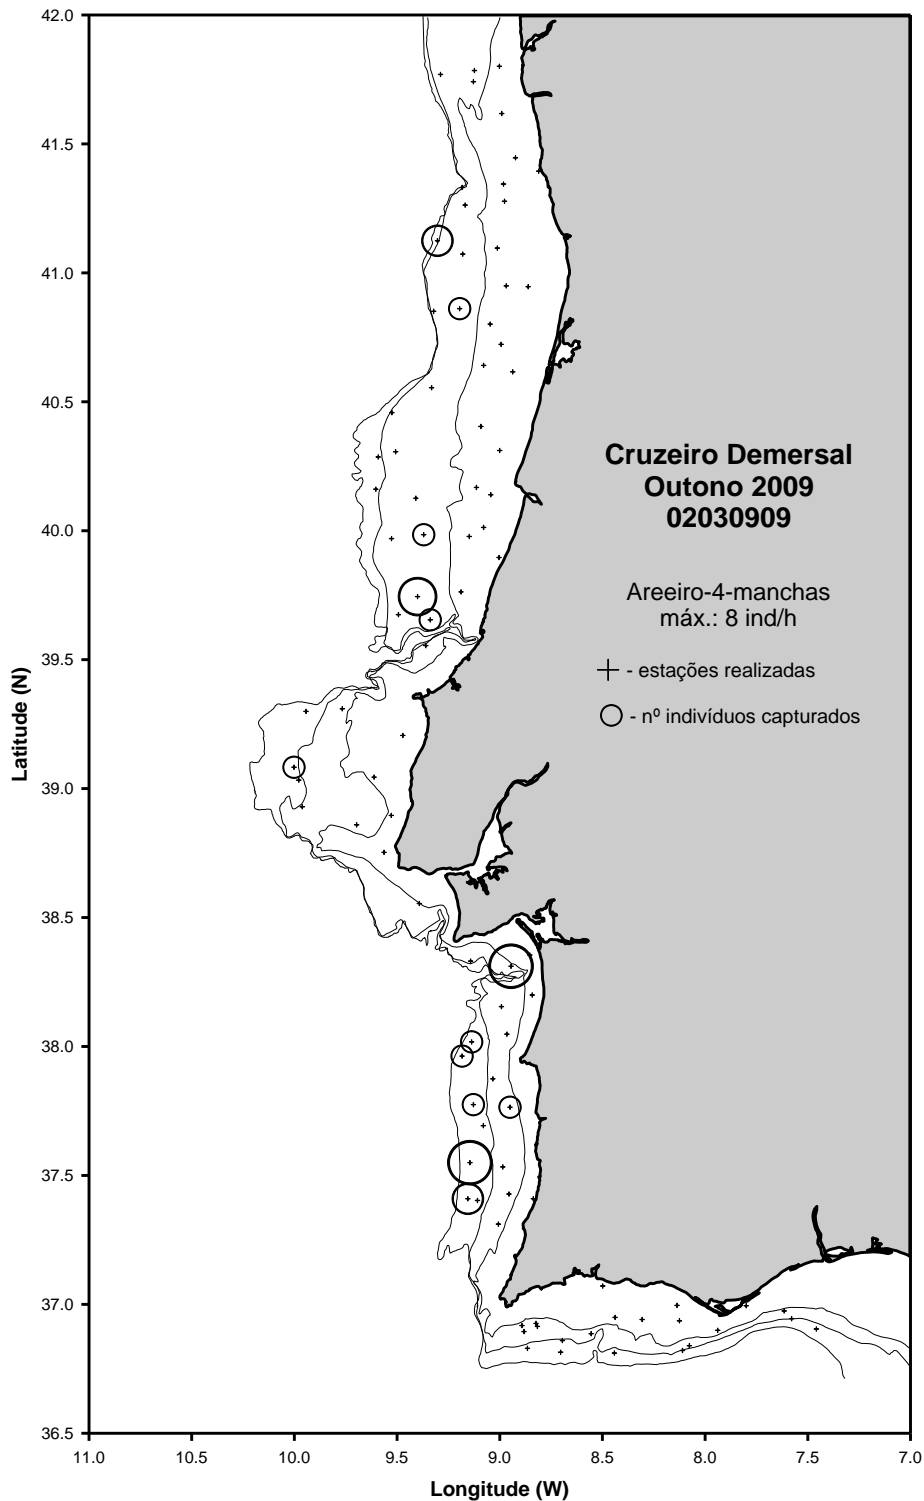 42.0
41.5
41.0
40.5
40.0
39.5
39.0
38.5
38.0
37.5
37.0
36.5
Latitude (N)
Cruzeiro Demersal
Outono 2009
02030909
Areeiro-4-manchas
máx.: 8 ind/h
- estações realizadas
- nº indivíduos capturados
11.0 10.5 10.0 9.5 9.0 8.5 8.0 7.5 7.0
Longitude (W)